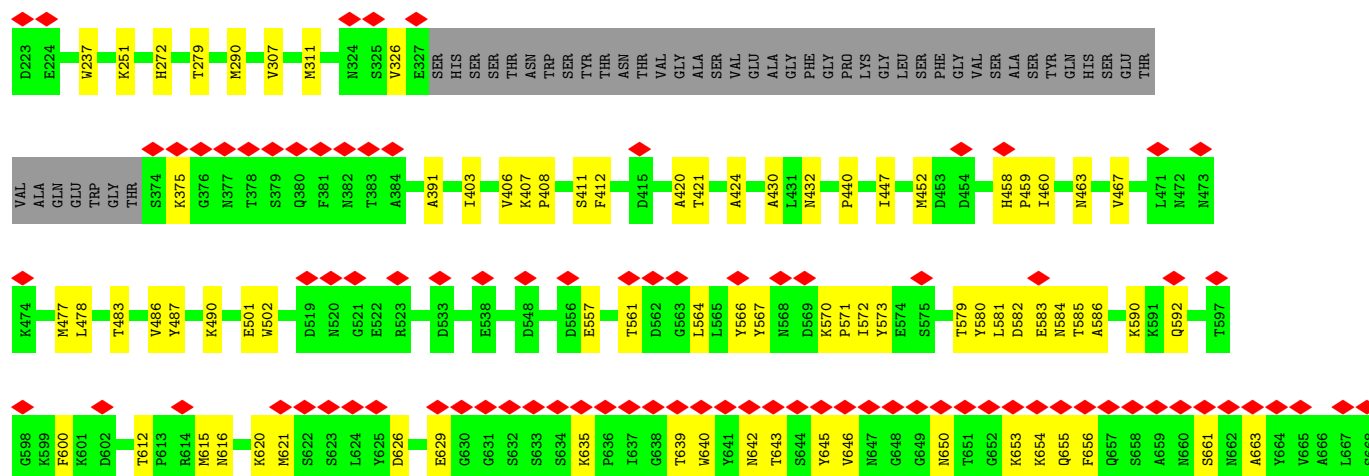 D223 E224 W237 K251 H272 T279 M290 V307 M311 N324 S325 V326 E327 SER HIS SER SER THR ASN TRP SER TYR THR ASN THR VAL GLY ALA SER VAL GLU ALA GLY PHE GLY PRO LYS GLY LEU SER PHE GLY VAL SER ALA SER TYR GLN HIS SER GLU THR
VAL ALA GLN GLU TRP GLY THR S374 K375 G376 N377 T378 S379 Q380 F381 N382 T383 A384 A391 I403 V406 K407 P408 S411 F412 D415 A420 T421 A424 A430 L431 N432 P440 I447 M452 D453 D454 H458 P459 I460 N463 V467 L471 N472 N473
K474 M477 L478 T483 V486 Y487 K490 E501 W502 D519 N520 G521 E522 R523 D533 E538 D548 D556 E557 T561 D562 G563 L564 L565 Y566 Y567 N568 D569 K570 P571 I572 Y573 E574 S575 T579 Y580 L581 D582 E583 N584 T585 A586 K590 K591 Q592 T597
G598 K599 F600 K601 D602 T612 P613 R614 M615 N616 K620 M621 S622 S623 L624 Y625 D626 E629 G630 G631 S632 S633 S634 K635 P636 I637 G638 T639 W640 Y641 N642 T643 S644 Y645 V646 N647 G648 G649 N650 T651 G652 K653 K654 Q655 F656 Q657 S658 A659 N660 S661 N662 A663 Y664 V665 A666 L667